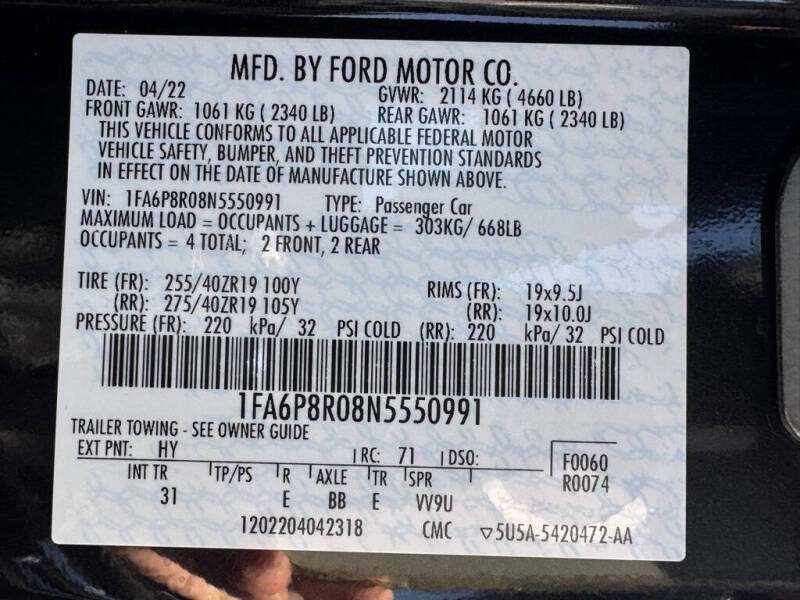 MFD. BY FORD MOTOR CO.
DATE: 04/22 GVWR: 2114 KG ( 4660 LB)
FRONT GAWR: 1061 KG ( 2340 LB) REAR GAWR: 1061 KG ( 2340 LB)
THIS VEHICLE CONFORMS TO ALL APPLICABLE FEDERAL MOTOR
VEHICLE SAFETY, BUMPER, AND THEFT PREVENTION STANDARDS
IN EFFECT ON THE DATE OF MANUFACTURE SHOWN ABOVE.
VIN: 1FA6P8R08N5550991 TYPE: Passenger Car
MAXIMUM LOAD = OCCUPANTS + LUGGAGE = 303KG/ 668LB
OCCUPANTS = 4 TOTAL; 2 FRONT, 2 REAR
TIRE (FR): 255/40ZR19 100Y RIMS (FR): 19x9.5J
(RR): 275/40ZR19 105Y (RR): 19x10.0J
PRESSURE (FR): 220 kPa/ 32 PSI COLD (RR): 220 kPa/ 32 PSI COLD
1FA6P8R08N5550991
TRAILER TOWING - SEE OWNER GUIDE
EXT PNT: HY RC: 71 DSO: F0060
INT TR TP/PS R AXLE TR SPR R0074
31 E BB E VV9U
1202204042318 CMC ▽5U5A-5420472-AA